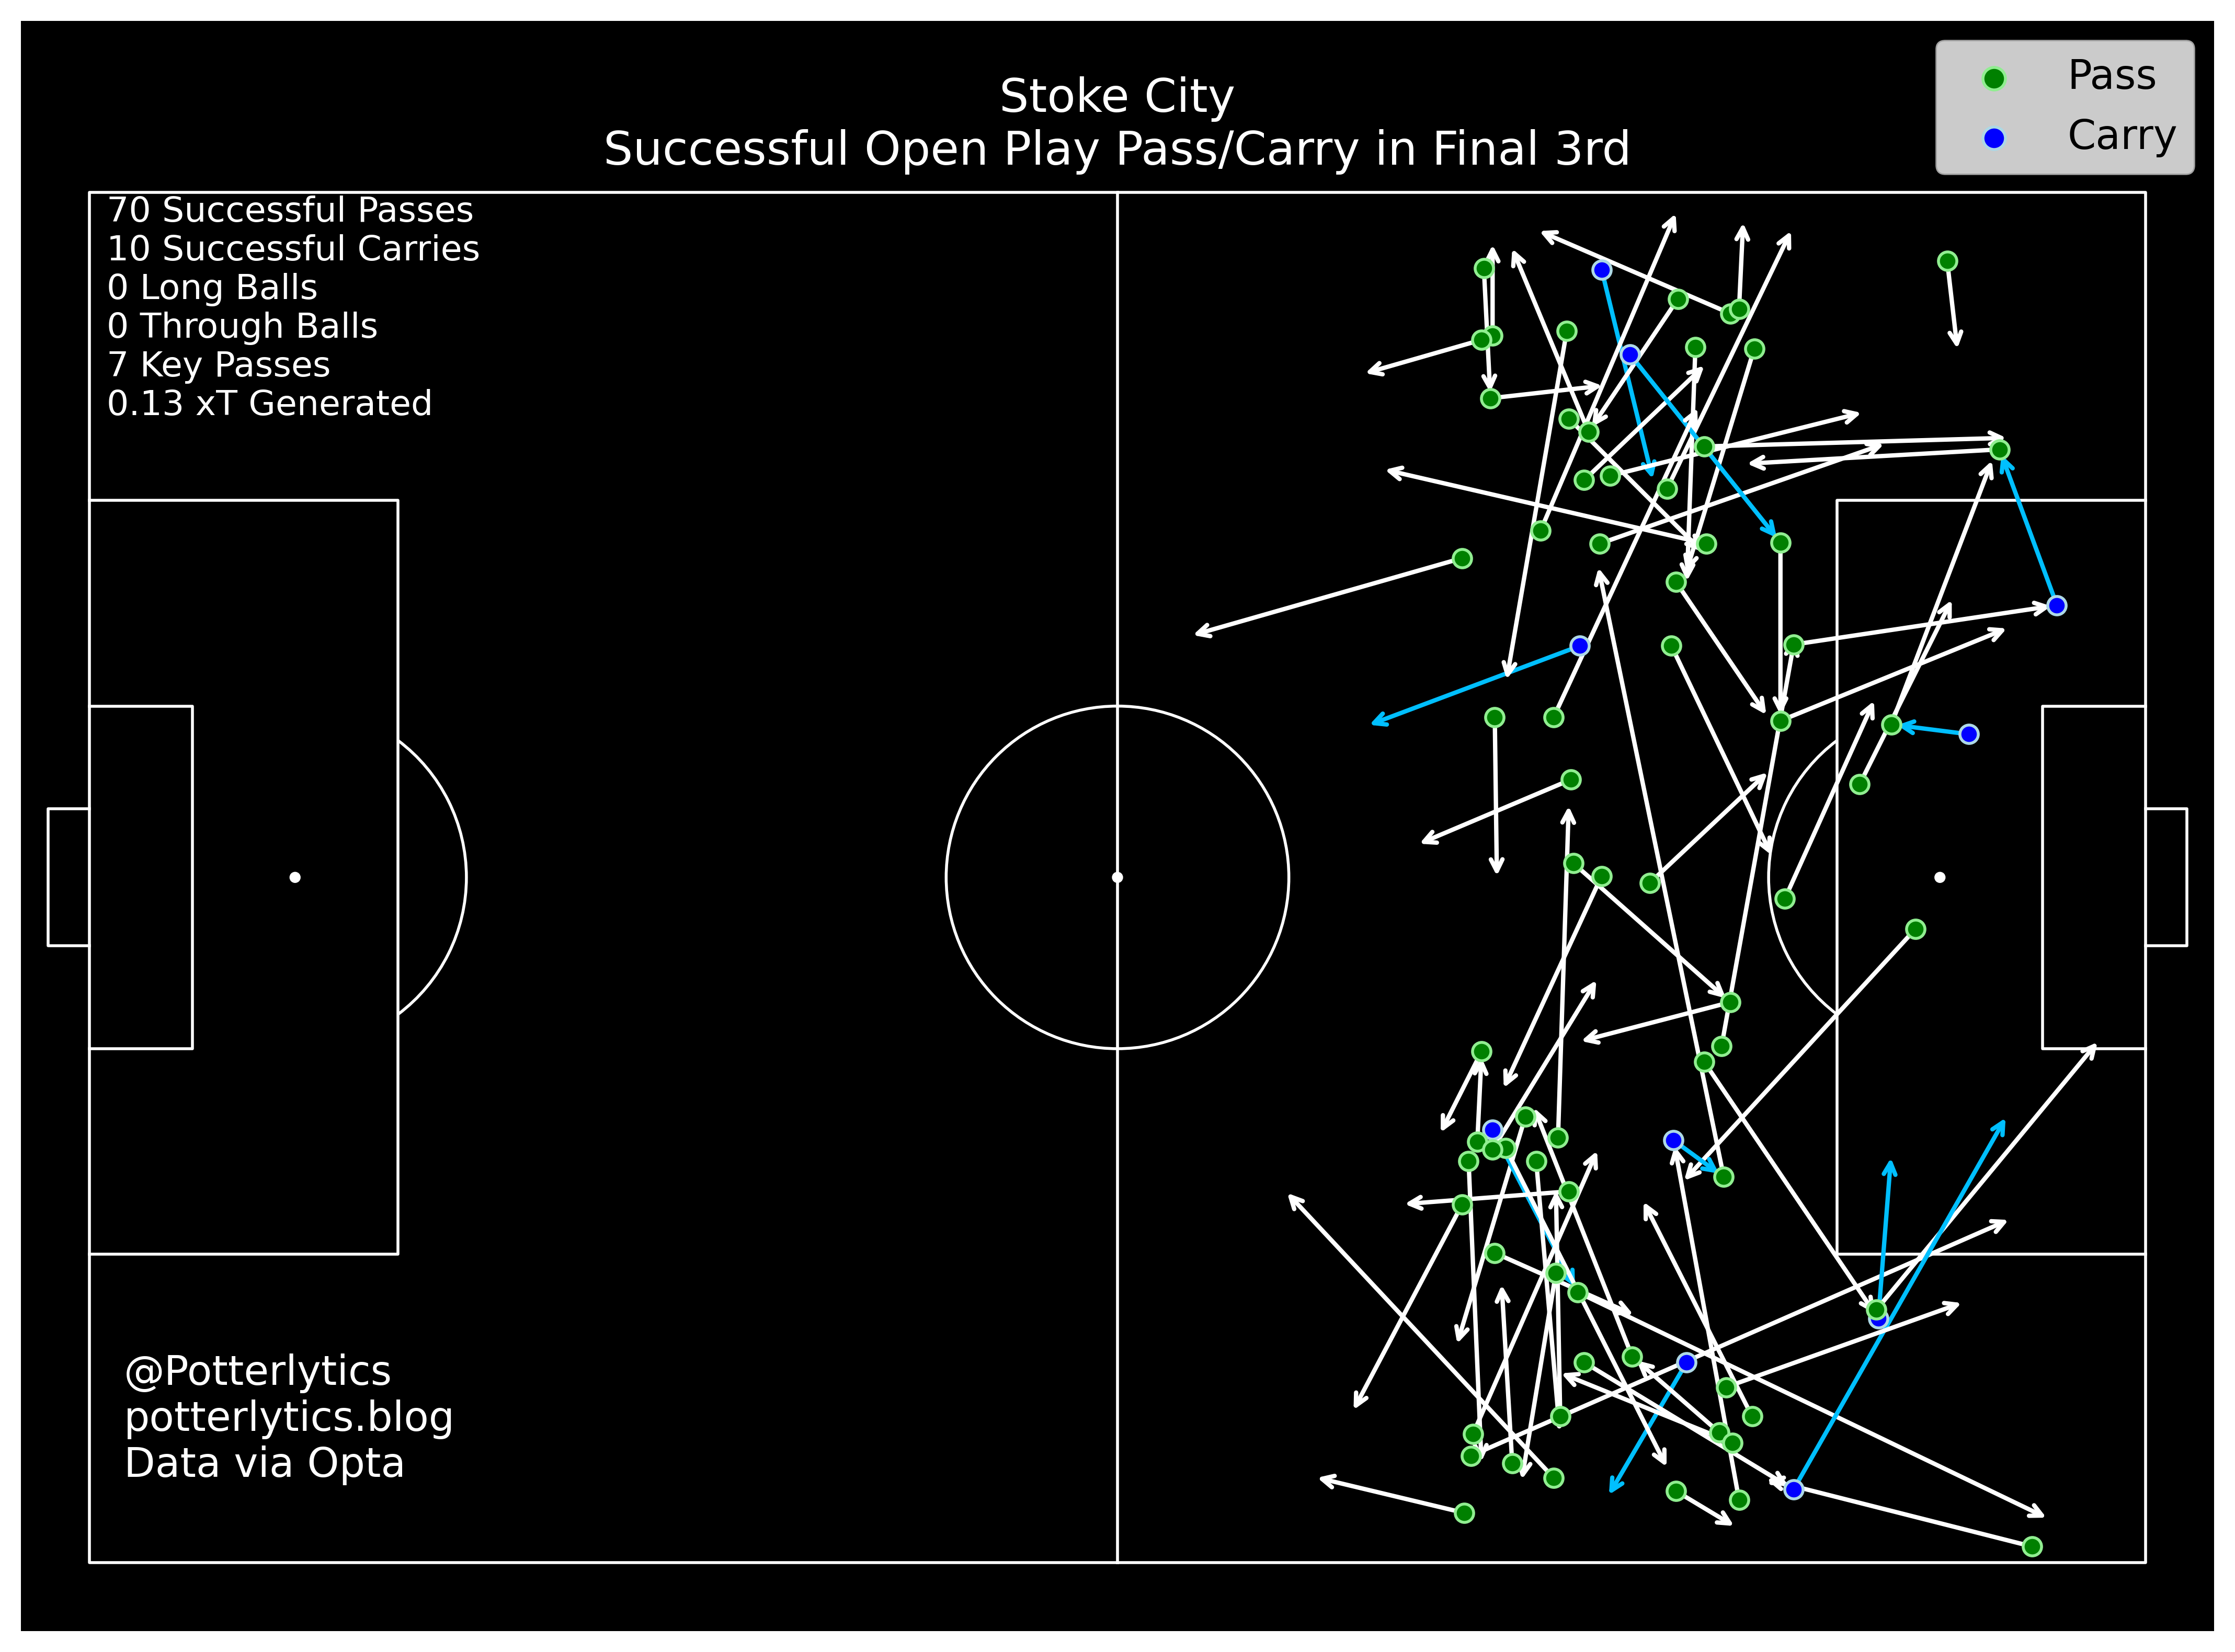 Stoke City
Successful Open Play Pass/Carry in Final 3rd
Pass
Carry
70 Successful Passes
10 Successful Carries
0 Long Balls
0 Through Balls
7 Key Passes
0.13 xT Generated
@Potterlytics
potterlytics.blog
Data via Opta